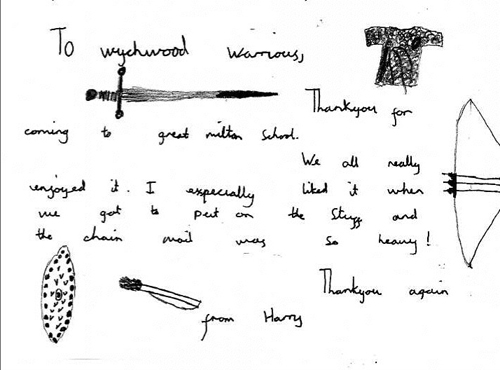 To wychwood warrious,
Thankyou for
coming to great milton school.
We all really
enjoyed it. I especially liked it when
we got to put on the stuff and
the chain mail was so heavy!
Thankyou again
from Harry